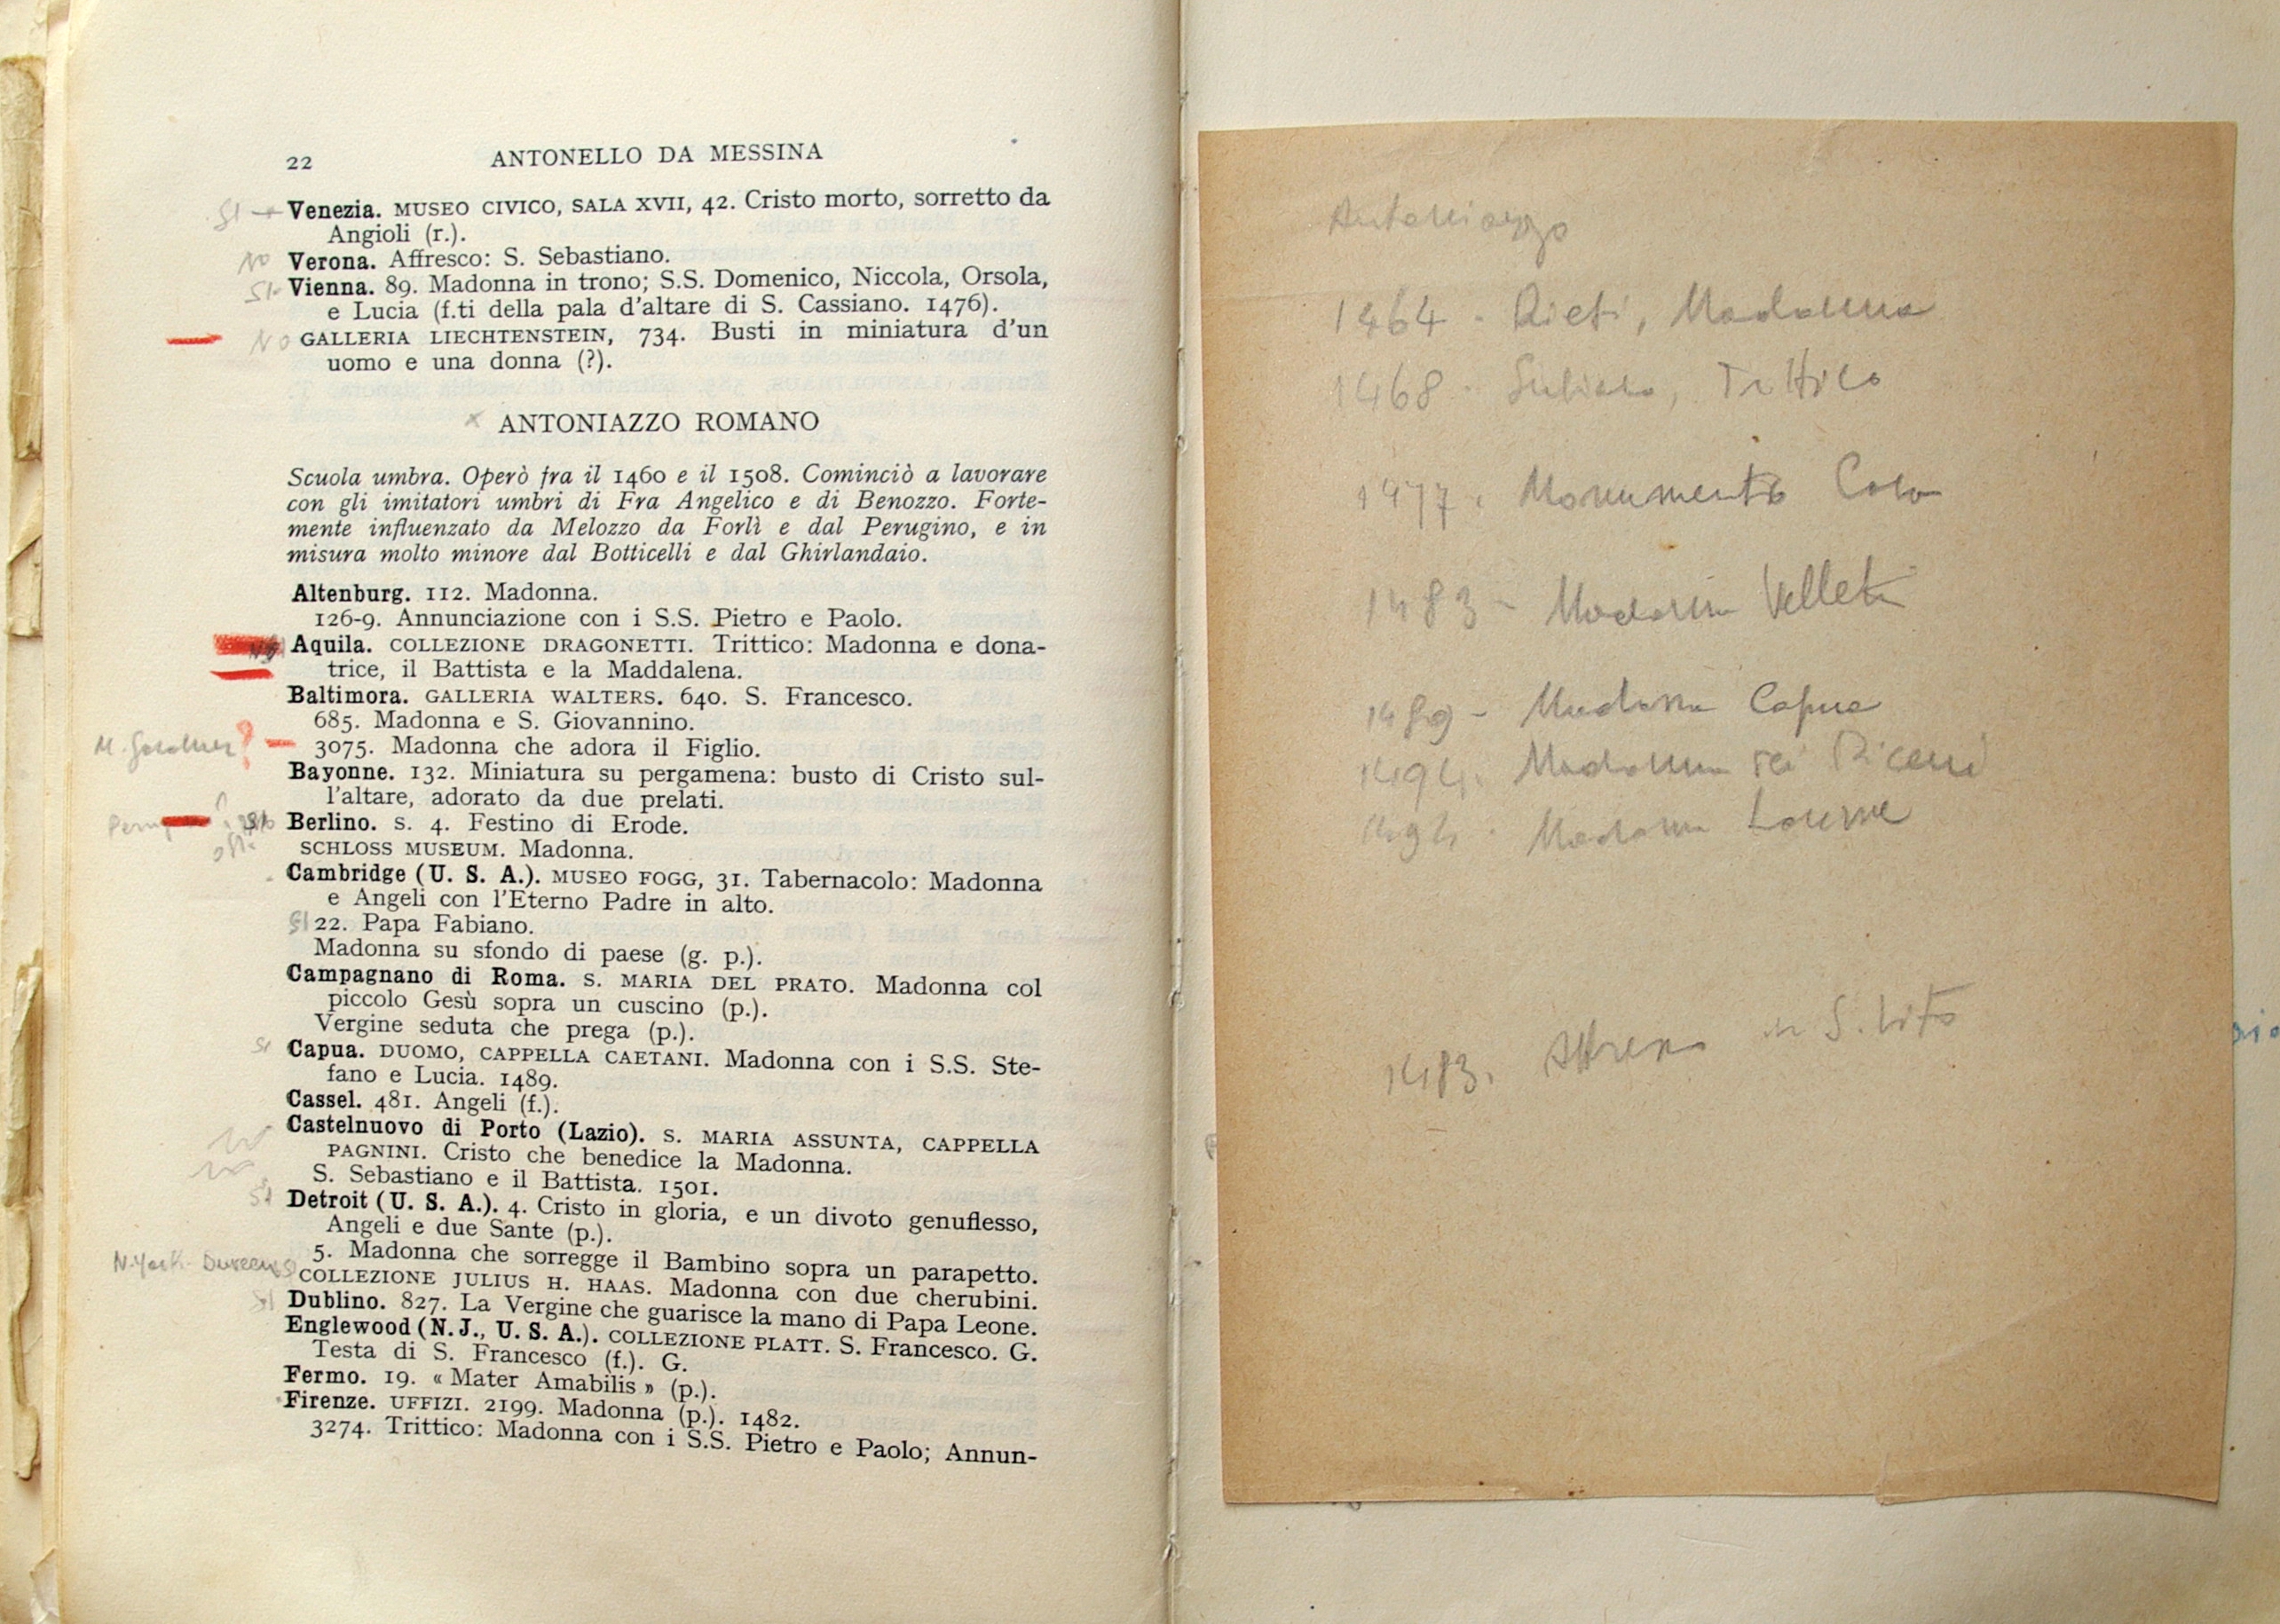 22 ANTONELLO DA MESSINA
SI Venezia. MUSEO CIVICO, SALA XVII, 42. Cristo morto, sorretto da
Angioli (r.).
NO Verona. Affresco: S. Sebastiano.
SI Vienna. 89. Madonna in trono; S.S. Domenico, Niccola, Orsola,
e Lucia (f.ti della pala d'altare di S. Cassiano. 1476).
NO GALLERIA LIECHTENSTEIN, 734. Busti in miniatura d'un
uomo e una donna (?).
x ANTONIAZZO ROMANO
Scuola umbra. Operò fra il 1460 e il 1508. Cominciò a lavorare
con gli imitatori umbri di Fra Angelico e di Benozzo. Forte-
mente influenzato da Melozzo da Forlì e dal Perugino, e in
misura molto minore dal Botticelli e dal Ghirlandaio.
Altenburg. 112. Madonna.
126-9. Annunciazione con i S.S. Pietro e Paolo.
Aquila. COLLEZIONE DRAGONETTI. Trittico: Madonna e dona-
trice, il Battista e la Maddalena.
Baltimora. GALLERIA WALTERS. 640. S. Francesco.
685. Madonna e S. Giovannino.
? 3075. Madonna che adora il Figlio.
Bayonne. 132. Miniatura su pergamena: busto di Cristo sul-
l'altare, adorato da due prelati.
Berlino. S. 4. Festino di Erode.
SCHLOSS MUSEUM. Madonna.
Cambridge (U. S. A.). MUSEO FOGG, 31. Tabernacolo: Madonna
e Angeli con l'Eterno Padre in alto.
SI 22. Papa Fabiano.
Madonna su sfondo di paese (g. p.).
Campagnano di Roma. S. MARIA DEL PRATO. Madonna col
piccolo Gesù sopra un cuscino (p.).
Vergine seduta che prega (p.).
SI Capua. DUOMO, CAPPELLA CAETANI. Madonna con i S.S. Ste-
fano e Lucia. 1489.
Cassel. 481. Angeli (f.).
Castelnuovo di Porto (Lazio). S. MARIA ASSUNTA, CAPPELLA
PAGNINI. Cristo che benedice la Madonna.
S. Sebastiano e il Battista. 1501.
SI Detroit (U. S. A.). 4. Cristo in gloria, e un divoto genuflesso,
Angeli e due Sante (p.).
5. Madonna che sorregge il Bambino sopra un parapetto.
N. York COLLEZIONE JULIUS H. HAAS. Madonna con due cherubini.
SI Dublino. 827. La Vergine che guarisce la mano di Papa Leone.
Englewood (N. J., U. S. A.). COLLEZIONE PLATT. S. Francesco. G.
Testa di S. Francesco (f.). G.
Fermo. 19. « Mater Amabilis » (p.).
Firenze. UFFIZI. 2199. Madonna (p.). 1482.
3274. Trittico: Madonna con i S.S. Pietro e Paolo; Annun-
Antoniazzo
1464 - Rieti, Madonna
1468 - Subiaco, Trittico
1477. Monumento
1483 - Madonna Velletri
1489 - Madonna Capua
1494. Madonna
1494. Madonna
1483. Affresco in S. Vito